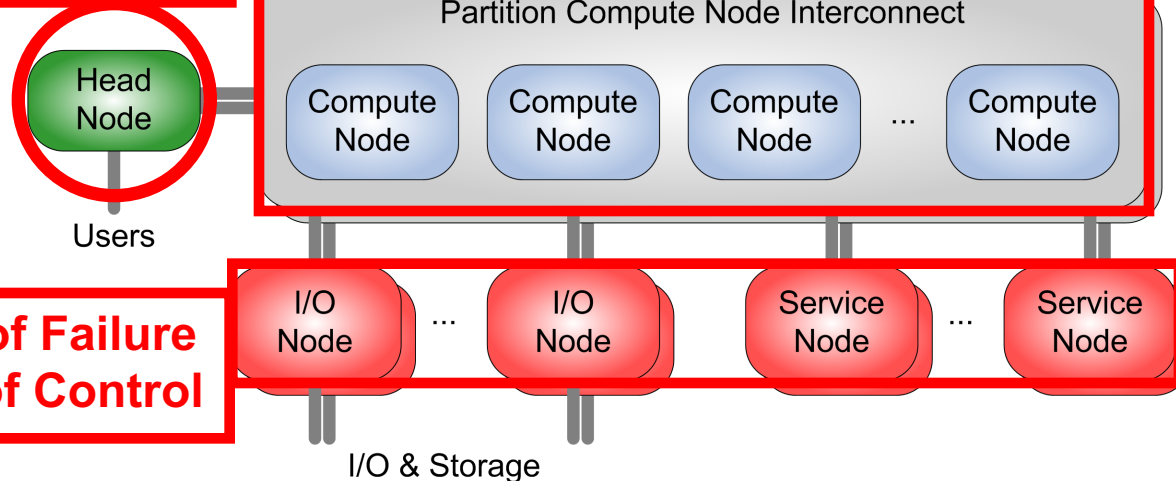 Partition Compute Node Interconnect
Head
Node
Compute
Node
Compute
Node
Compute
Node
...
Compute
Node
Users
I/O
Node
...
I/O
Node
Service
Node
...
Service
Node
of Failure
of Control
I/O & Storage